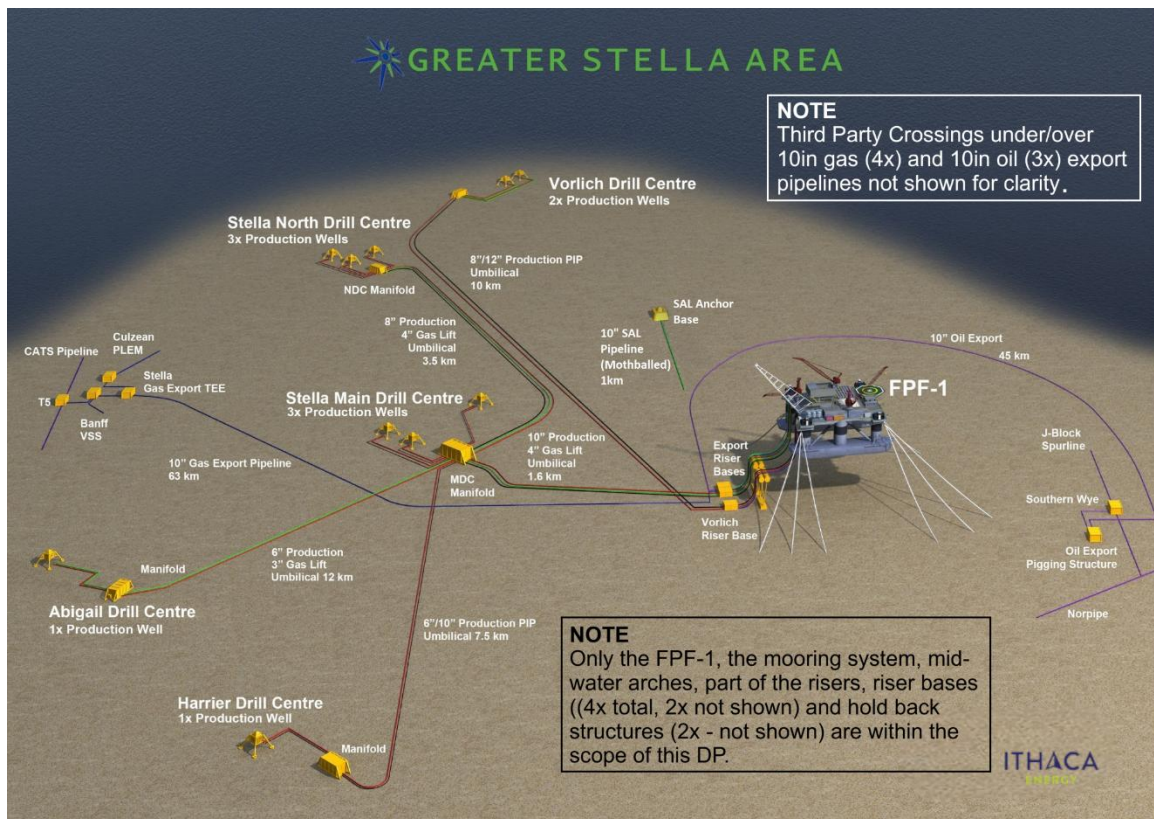 GREATER STELLA AREA
NOTE
Third Party Crossings under/over
10in gas (4x) and 10in oil (3x) export
pipelines not shown for clarity.
Vorlich Drill Centre
2x Production Wells
Stella North Drill Centre
3x Production Wells
NDC Manifold
8"/12" Production PIP
Umbilical
10 km
SAL Anchor
Base
8" Production
4" Gas Lift
Umbilical
3.5 km
10" SAL
Pipeline
(Mothballed)
1km
10" Oil Export
45 km
Culzean
PLEM
CATS Pipeline
Stella
Gas Export TEE
T5
Banff
VSS
FPF-1
Stella Main Drill Centre
3x Production Wells
10" Production
4" Gas Lift
Umbilical
1.6 km
MDC
Manifold
Export
Riser
Bases
J-Block
Spurline
10" Gas Export Pipeline
63 km
Southern Wye
Vorlich
Riser Base
Oil Export
Pigging Structure
Norpipe
6" Production
3" Gas Lift
Umbilical 12 km
Manifold
Abigail Drill Centre
1x Production Well
6"/10" Production PIP
Umbilical 7.5 km
NOTE
Only the FPF-1, the mooring system, mid-
water arches, part of the risers, riser bases
((4x total, 2x not shown) and hold back
structures (2x - not shown) are within the
scope of this DP.
Harrier Drill Centre
1x Production Well
Manifold
ITHACA
ENERGY